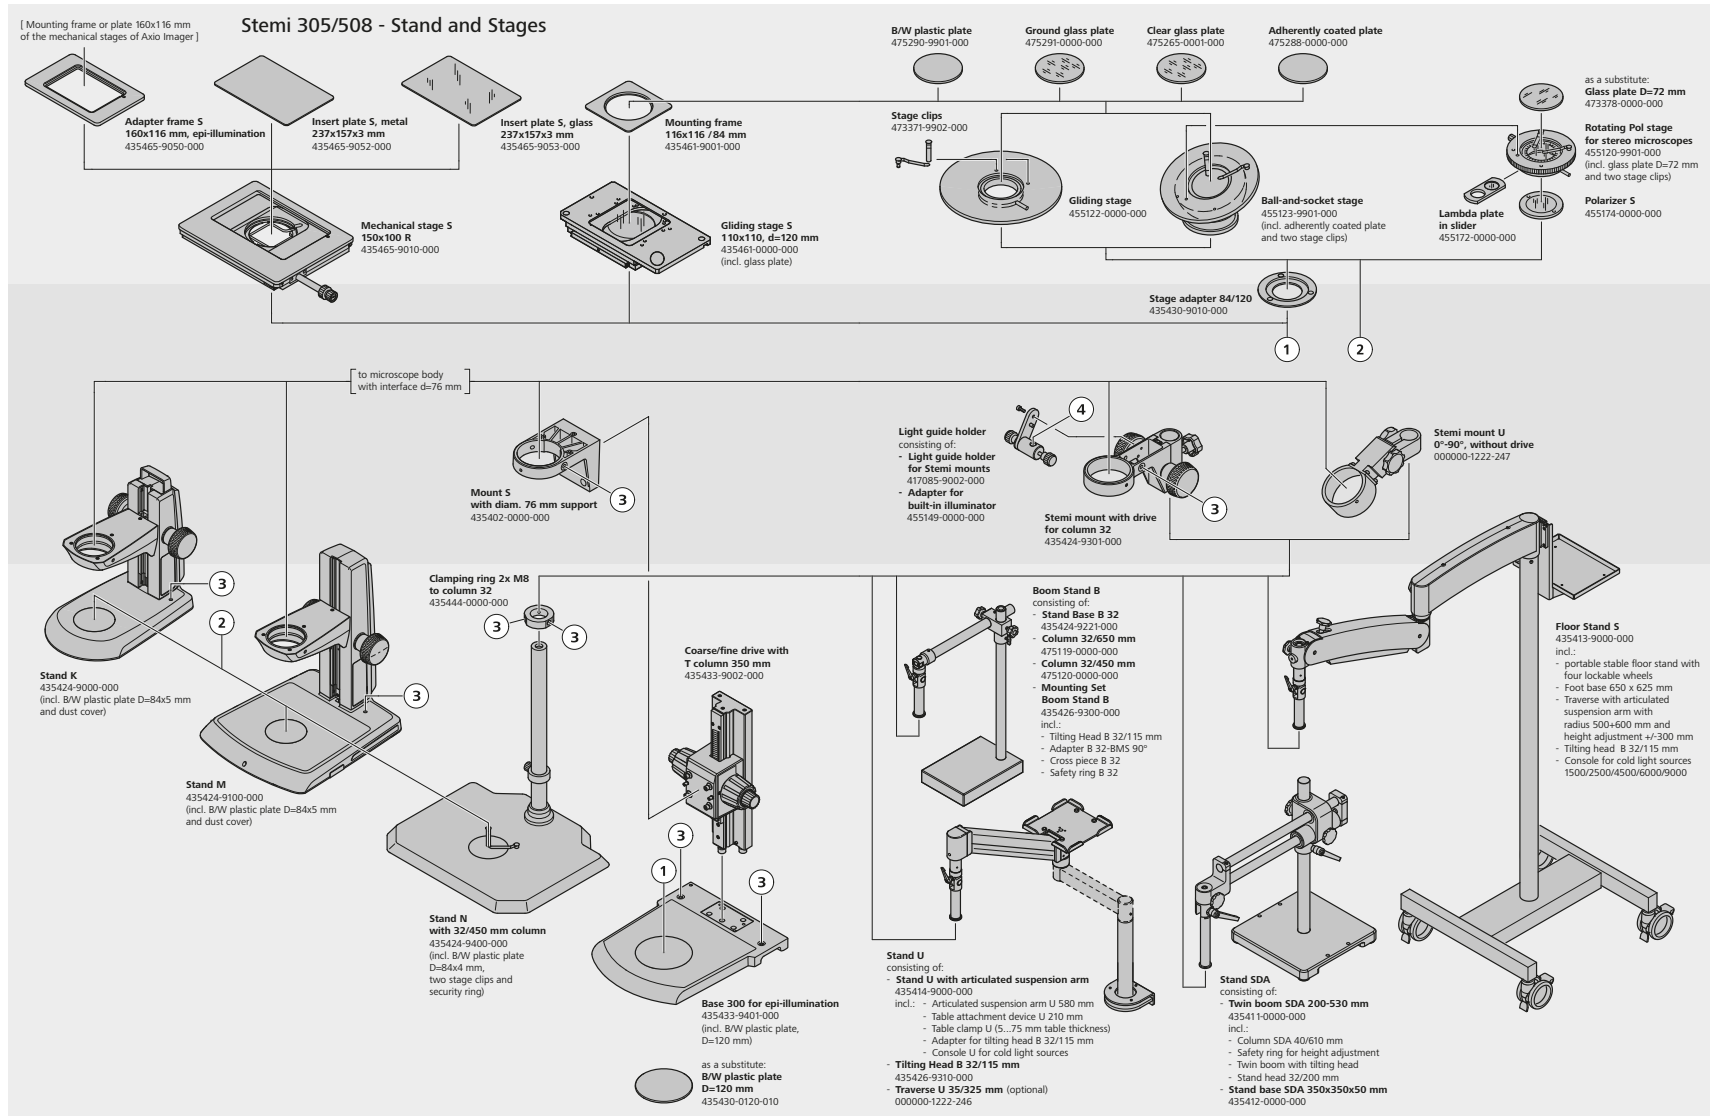 [ Mounting frame or plate 160x116 mm
of the mechanical stages of Axio Imager ]
Stemi 305/508 - Stand and Stages
Adapter frame S
160x116 mm, epi-illumination
435465-9050-000
Insert plate S, metal
237x157x3 mm
435465-9052-000
Insert plate S, glass
237x157x3 mm
435465-9053-000
Mounting frame
116x116 /84 mm
435461-9001-000
B/W plastic plate
475290-9901-000
Ground glass plate
475291-0000-000
Clear glass plate
475265-0001-000
Adherently coated plate
475288-0000-000
as a substitute:
Glass plate D=72 mm
473378-0000-000
Stage clips
473371-9902-000
Rotating Pol stage
for stereo microscopes
455120-9901-000
(incl. glass plate D=72 mm
and two stage clips)
Polarizer S
455174-0000-000
Lambda plate
in slider
455172-0000-000
Mechanical stage S
150x100 R
435465-9010-000
Gliding stage S
110x110, d=120 mm
435461-0000-000
(incl. glass plate)
Gliding stage
455122-0000-000
Ball-and-socket stage
455123-9901-000
(incl. adherently coated plate
and two stage clips)
Stage adapter 84/120
435430-9010-000
1
2
to microscope body
with interface d=76 mm
Mount S
with diam. 76 mm support
435402-0000-000
3
Light guide holder
consisting of:
- Light guide holder
for Stemi mounts
417085-9002-000
- Adapter for
built-in illuminator
455149-0000-000
4
3
Stemi mount with drive
for column 32
435424-9301-000
Stemi mount U
0°-90°, without drive
000000-1222-247
3
2
Stand K
435424-9000-000
(incl. B/W plastic plate D=84x5 mm
and dust cover)
3
Stand M
435424-9100-000
(incl. B/W plastic plate D=84x5 mm
and dust cover)
Clamping ring 2x M8
to column 32
435444-0000-000
3
3
Stand N
with 32/450 mm column
435424-9400-000
(incl. B/W plastic plate
D=84x4 mm,
two stage clips and
security ring)
Coarse/fine drive with
T column 350 mm
435433-9002-000
3
1
3
Base 300 for epi-illumination
435433-9401-000
(incl. B/W plastic plate,
D=120 mm)
as a substitute:
B/W plastic plate
D=120 mm
435430-0120-010
Boom Stand B
consisting of:
- Stand Base B 32
435424-9221-000
- Column 32/650 mm
475119-0000-000
- Column 32/450 mm
475120-0000-000
- Mounting Set
Boom Stand B
435426-9300-000
incl.:
- Tilting Head B 32/115 mm
- Adapter B 32-BMS 90°
- Cross piece B 32
- Safety ring B 32
Stand U
consisting of:
- Stand U with articulated suspension arm
435414-9000-000
incl.: - Articulated suspension arm U 580 mm
- Table attachment device U 210 mm
- Table clamp U (5...75 mm table thickness)
- Adapter for tilting head B 32/115 mm
- Console U for cold light sources
- Tilting Head B 32/115 mm
435426-9310-000
- Traverse U 35/325 mm (optional)
000000-1222-246
Stand SDA
consisting of:
- Twin boom SDA 200-530 mm
435411-0000-000
incl.:
- Column SDA 40/610 mm
- Safety ring for height adjustment
- Twin boom with tilting head
- Stand head 32/200 mm
- Stand base SDA 350x350x50 mm
435412-0000-000
Floor Stand S
435413-9000-000
incl.:
- portable stable floor stand with
four lockable wheels
- Foot base 650 x 625 mm
- Traverse with articulated
suspension arm with
radius 500+600 mm and
height adjustment +/-300 mm
- Tilting head B 32/115 mm
- Console for cold light sources
1500/2500/4500/6000/9000